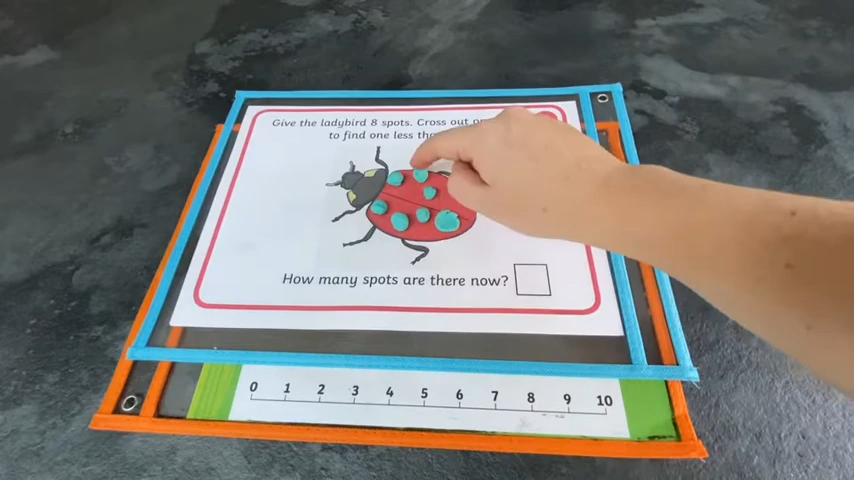 Give the ladybird 8 spots. Cross out
to find one less
How many spots are there now?
0 1 2 3 4 5 6 7 8 9 10